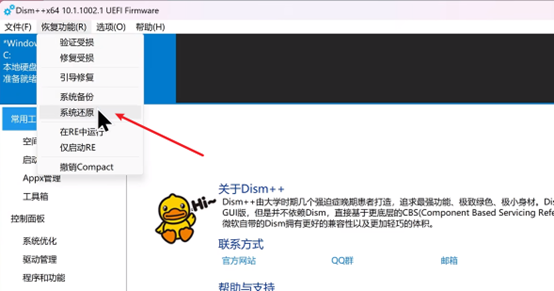 Dism++x64 10.1.1002.1 UEFI Firmware
文件(F) 恢复功能(R) 选项(O) 帮助(H)
"Window
C:
本地硬盘
准备就绪
验证受损
修复受损
引导修复
系统备份
系统还原
在RE中运行
仅启动RE
撤销Compact
常用工
空间
启动
Appx管理
工具箱
控制面板
系统优化
驱动管理
程序和功能
Hi~
关于Dism++
Dism++由大学时期几个强迫症晚期患者打造，追求最强功能、极致绿色、极小身材。Dis
GUI版，但是并不依赖Dism，直接基于更底层的CBS(Component Based Servicing Refer
微软自带的Dism拥有更好的兼容性以及更加轻巧的体积。
联系方式
官方网站 QQ群 邮箱
帮助与支持